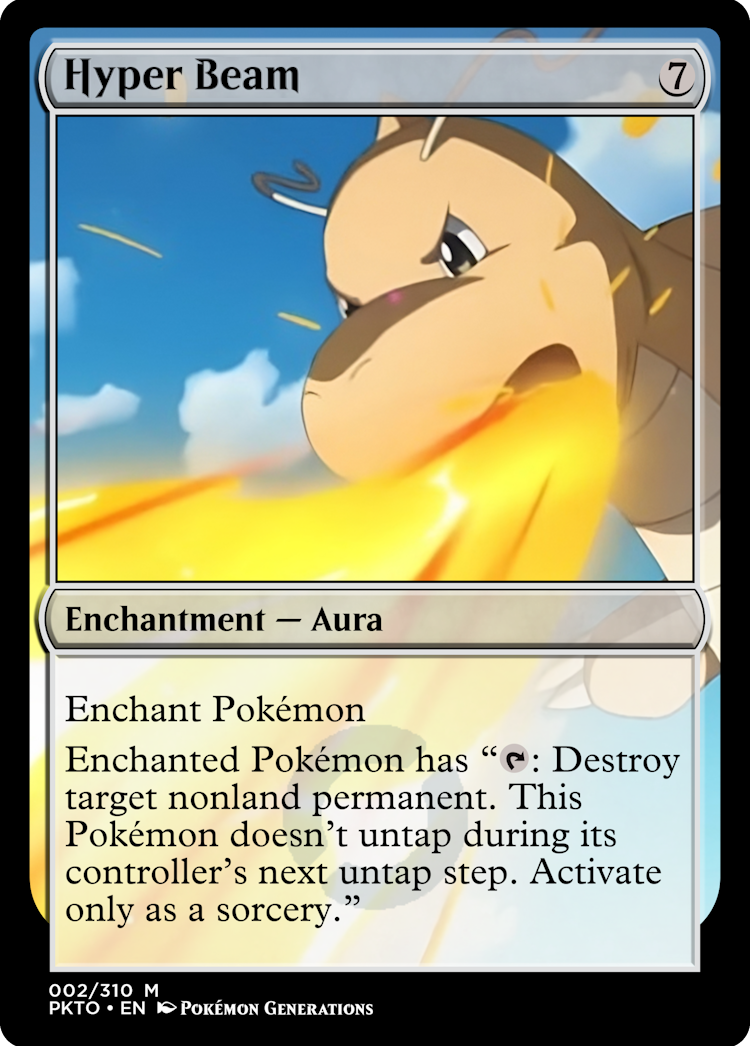 Hyper Beam 7
Enchantment — Aura
Enchant Pokémon
Enchanted Pokémon has “: Destroy
target nonland permanent. This
Pokémon doesn’t untap during its
controller’s next untap step. Activate
only as a sorcery.”
002/310 M
PKTO • EN Pokémon Generations